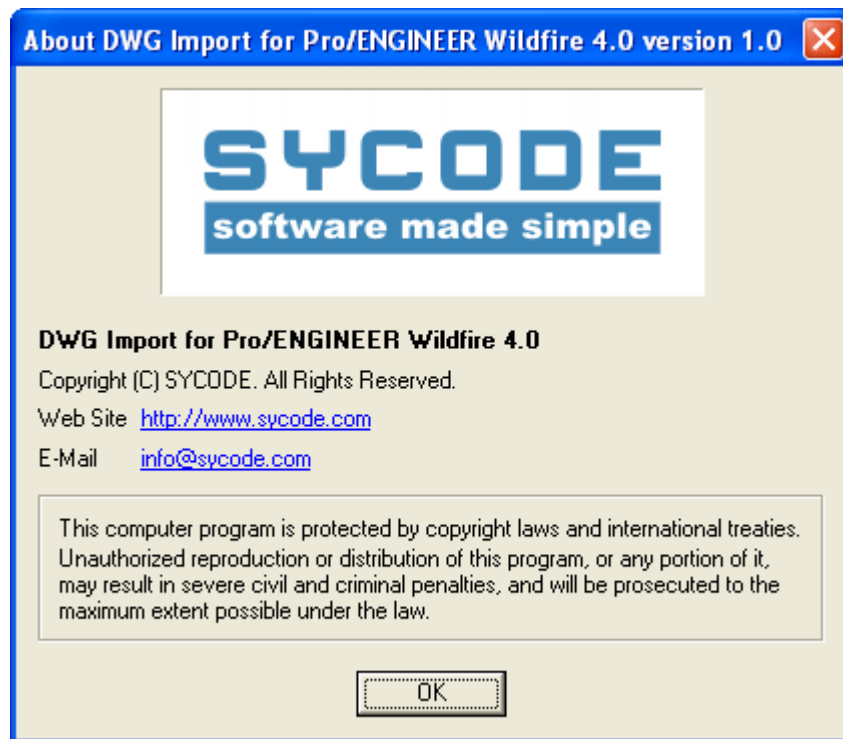 About DWG Import for Pro/ENGINEER Wildfire 4.0 version 1.0
SYCODE
software made simple
DWG Import for Pro/ENGINEER Wildfire 4.0
Copyright (C) SYCODE. All Rights Reserved.
Web Site http://www.sycode.com
E-Mail info@sycode.com
This computer program is protected by copyright laws and international treaties.
Unauthorized reproduction or distribution of this program, or any portion of it,
may result in severe civil and criminal penalties, and will be prosecuted to the
maximum extent possible under the law.
OK